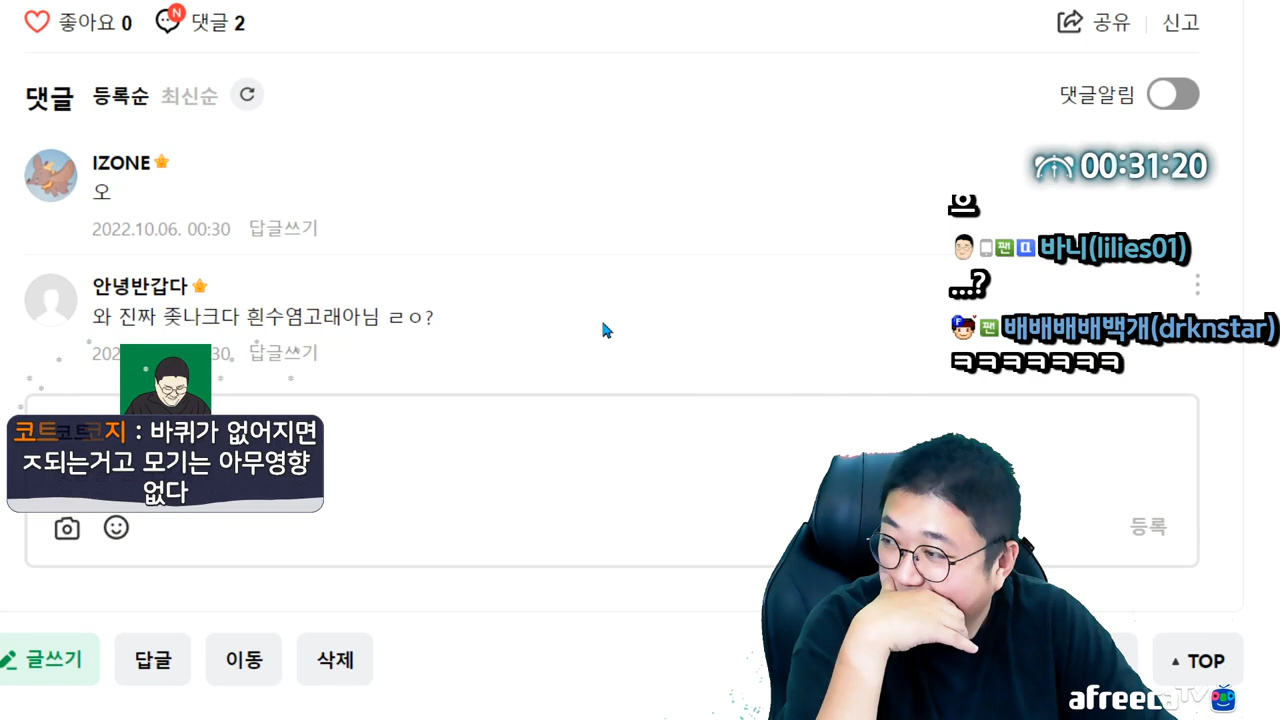 좋아요 0 N 댓글 2
공유 신고
댓글 등록순 최신순
댓글알림
IZONE
오
2022.10.06. 00:30 답글쓰기
안녕반갑다
와 진짜 좆나크다 흰수염고래아님 ㄹㅇ?
답글쓰기
00:31:20
으
팬 바니(lilies01)
...?
팬 배배배배백개(drknstar)
ㅋㅋㅋㅋㅋㅋㅋ
코트코트코지 : 바퀴가 없어지면
ㅈ되는거고 모기는 아무영향
없다
등록
글쓰기 답글 이동 삭제
TOP
afreecaTV